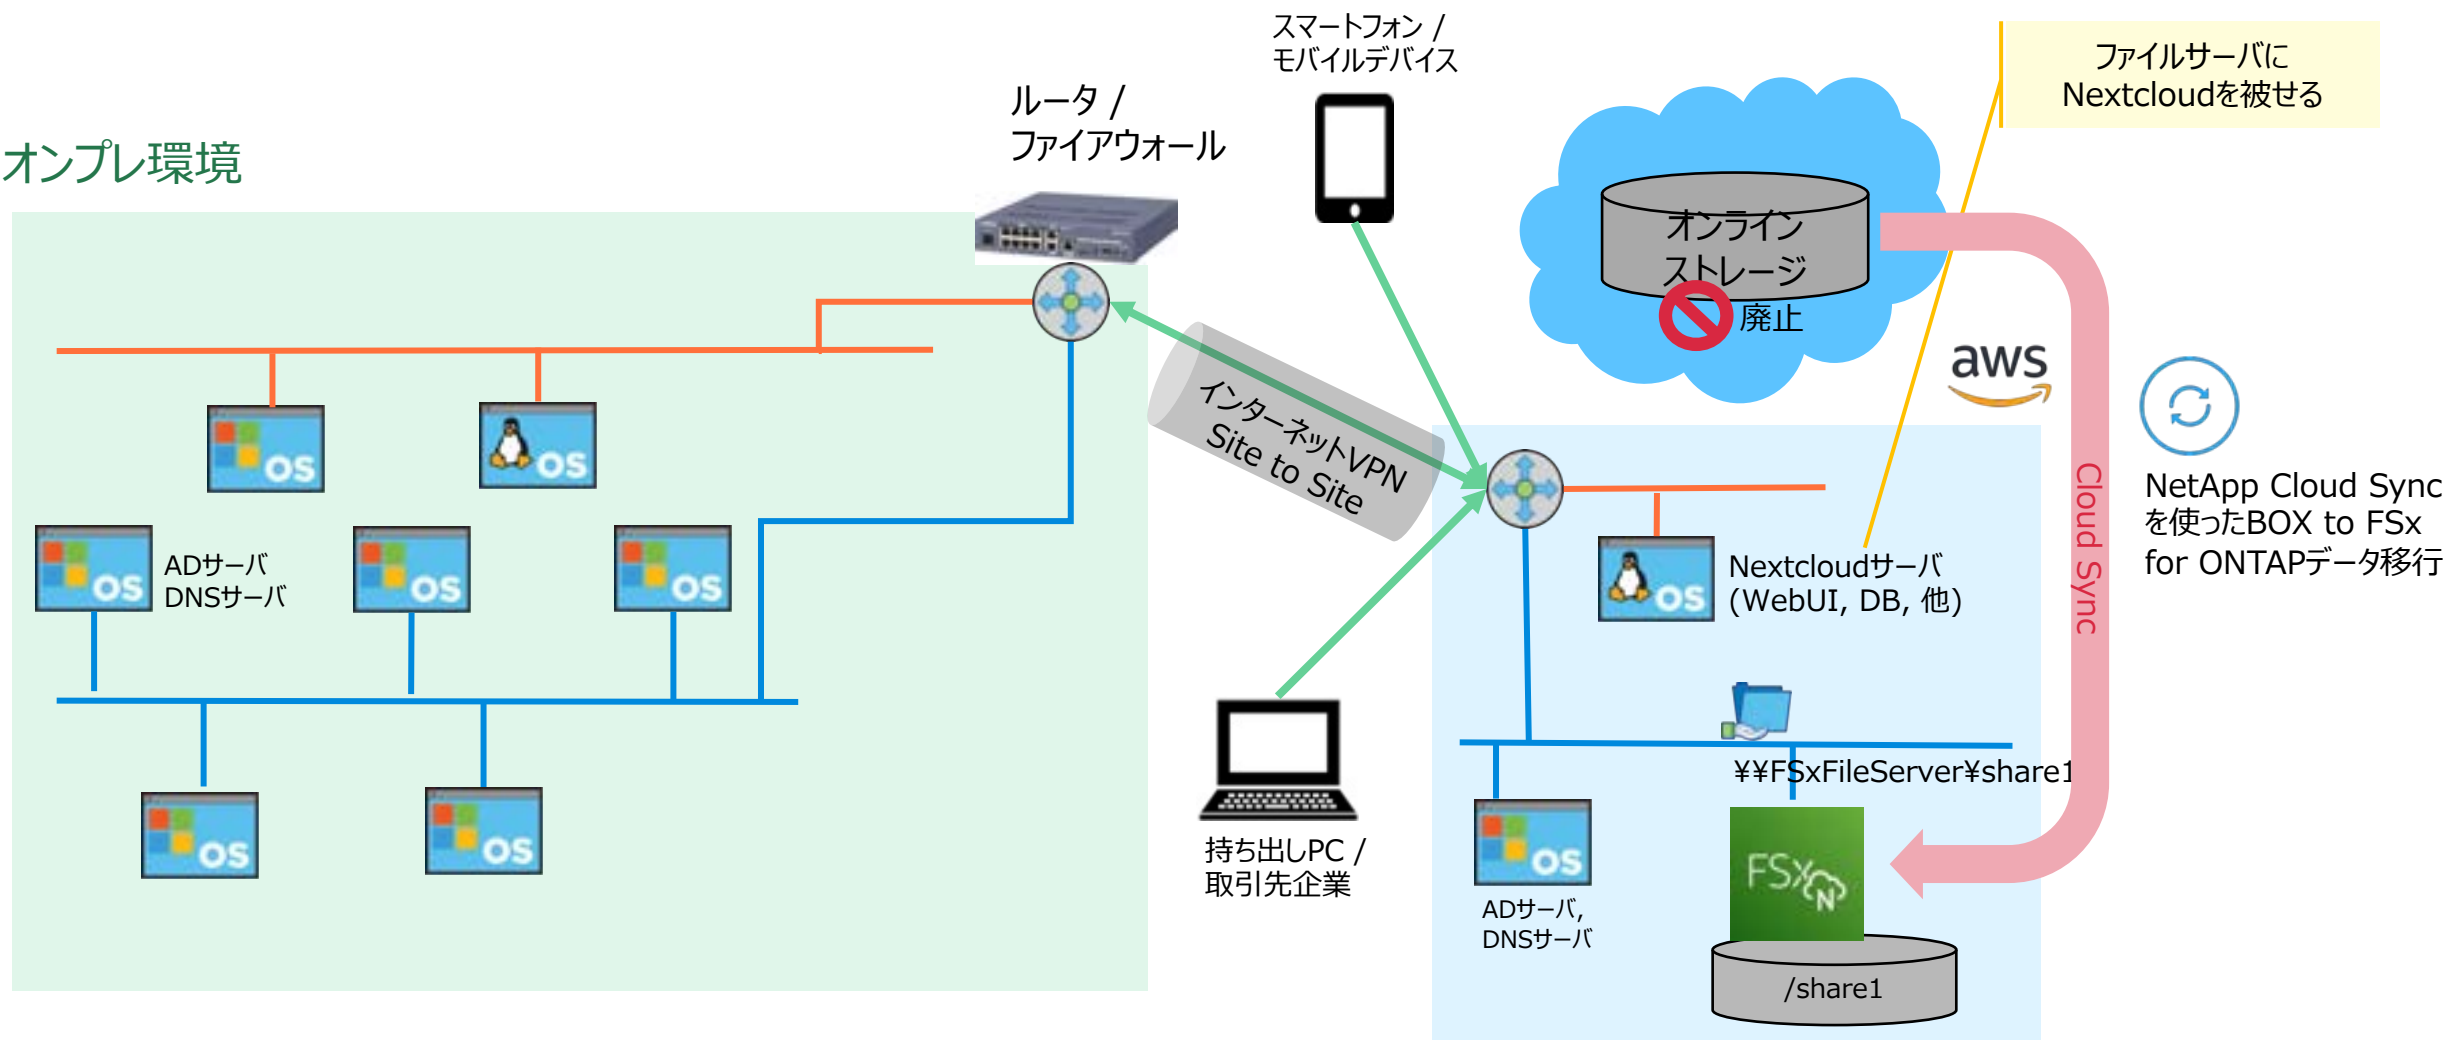 スマートフォン /
モバイルデバイス
ファイルサーバに
Nextcloudを被せる
ルータ /
ファイアウォール
オンプレ環境
オンライン
ストレージ
廃止
aws
インターネットVPN
Site to Site
Cloud Sync
NetApp Cloud Sync
を使ったBOX to FSx
for ONTAPデータ移行
OS
OS
OS
ADサーバ
DNSサーバ
OS
OS
OS
Nextcloudサーバ
(WebUI, DB, 他)
¥¥FSxFileServer¥share1
OS
OS
持ち出しPC /
取引先企業
OS
ADサーバ,
DNSサーバ
FSx
N
/share1